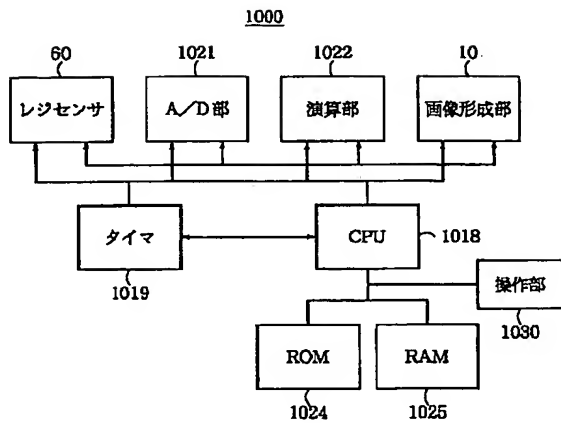 1000
60
1021
1022
10
レジセンサ
A/D部
演算部
画像形成部
タイマ
CPU
1018
1019
操作部
1030
ROM
RAM
1024
1025